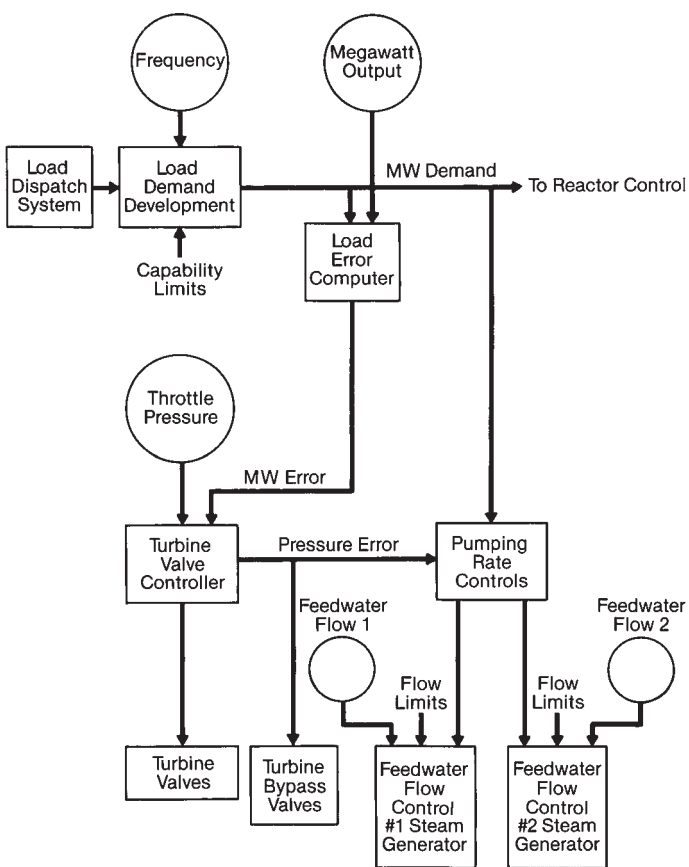 Frequency
Megawatt
Output
Load
Dispatch
System
Load
Demand
Development
MW Demand
To Reactor Control
Capability
Limits
Load
Error
Computer
Throttle
Pressure
MW Error
Turbine
Valve
Controller
Pressure Error
Pumping
Rate
Controls
Feedwater
Flow 1
Feedwater
Flow 2
Flow
Limits
Flow
Limits
Turbine
Valves
Turbine
Bypass
Valves
Feedwater
Flow
Control
#1 Steam
Generator
Feedwater
Flow
Control
#2 Steam
Generator